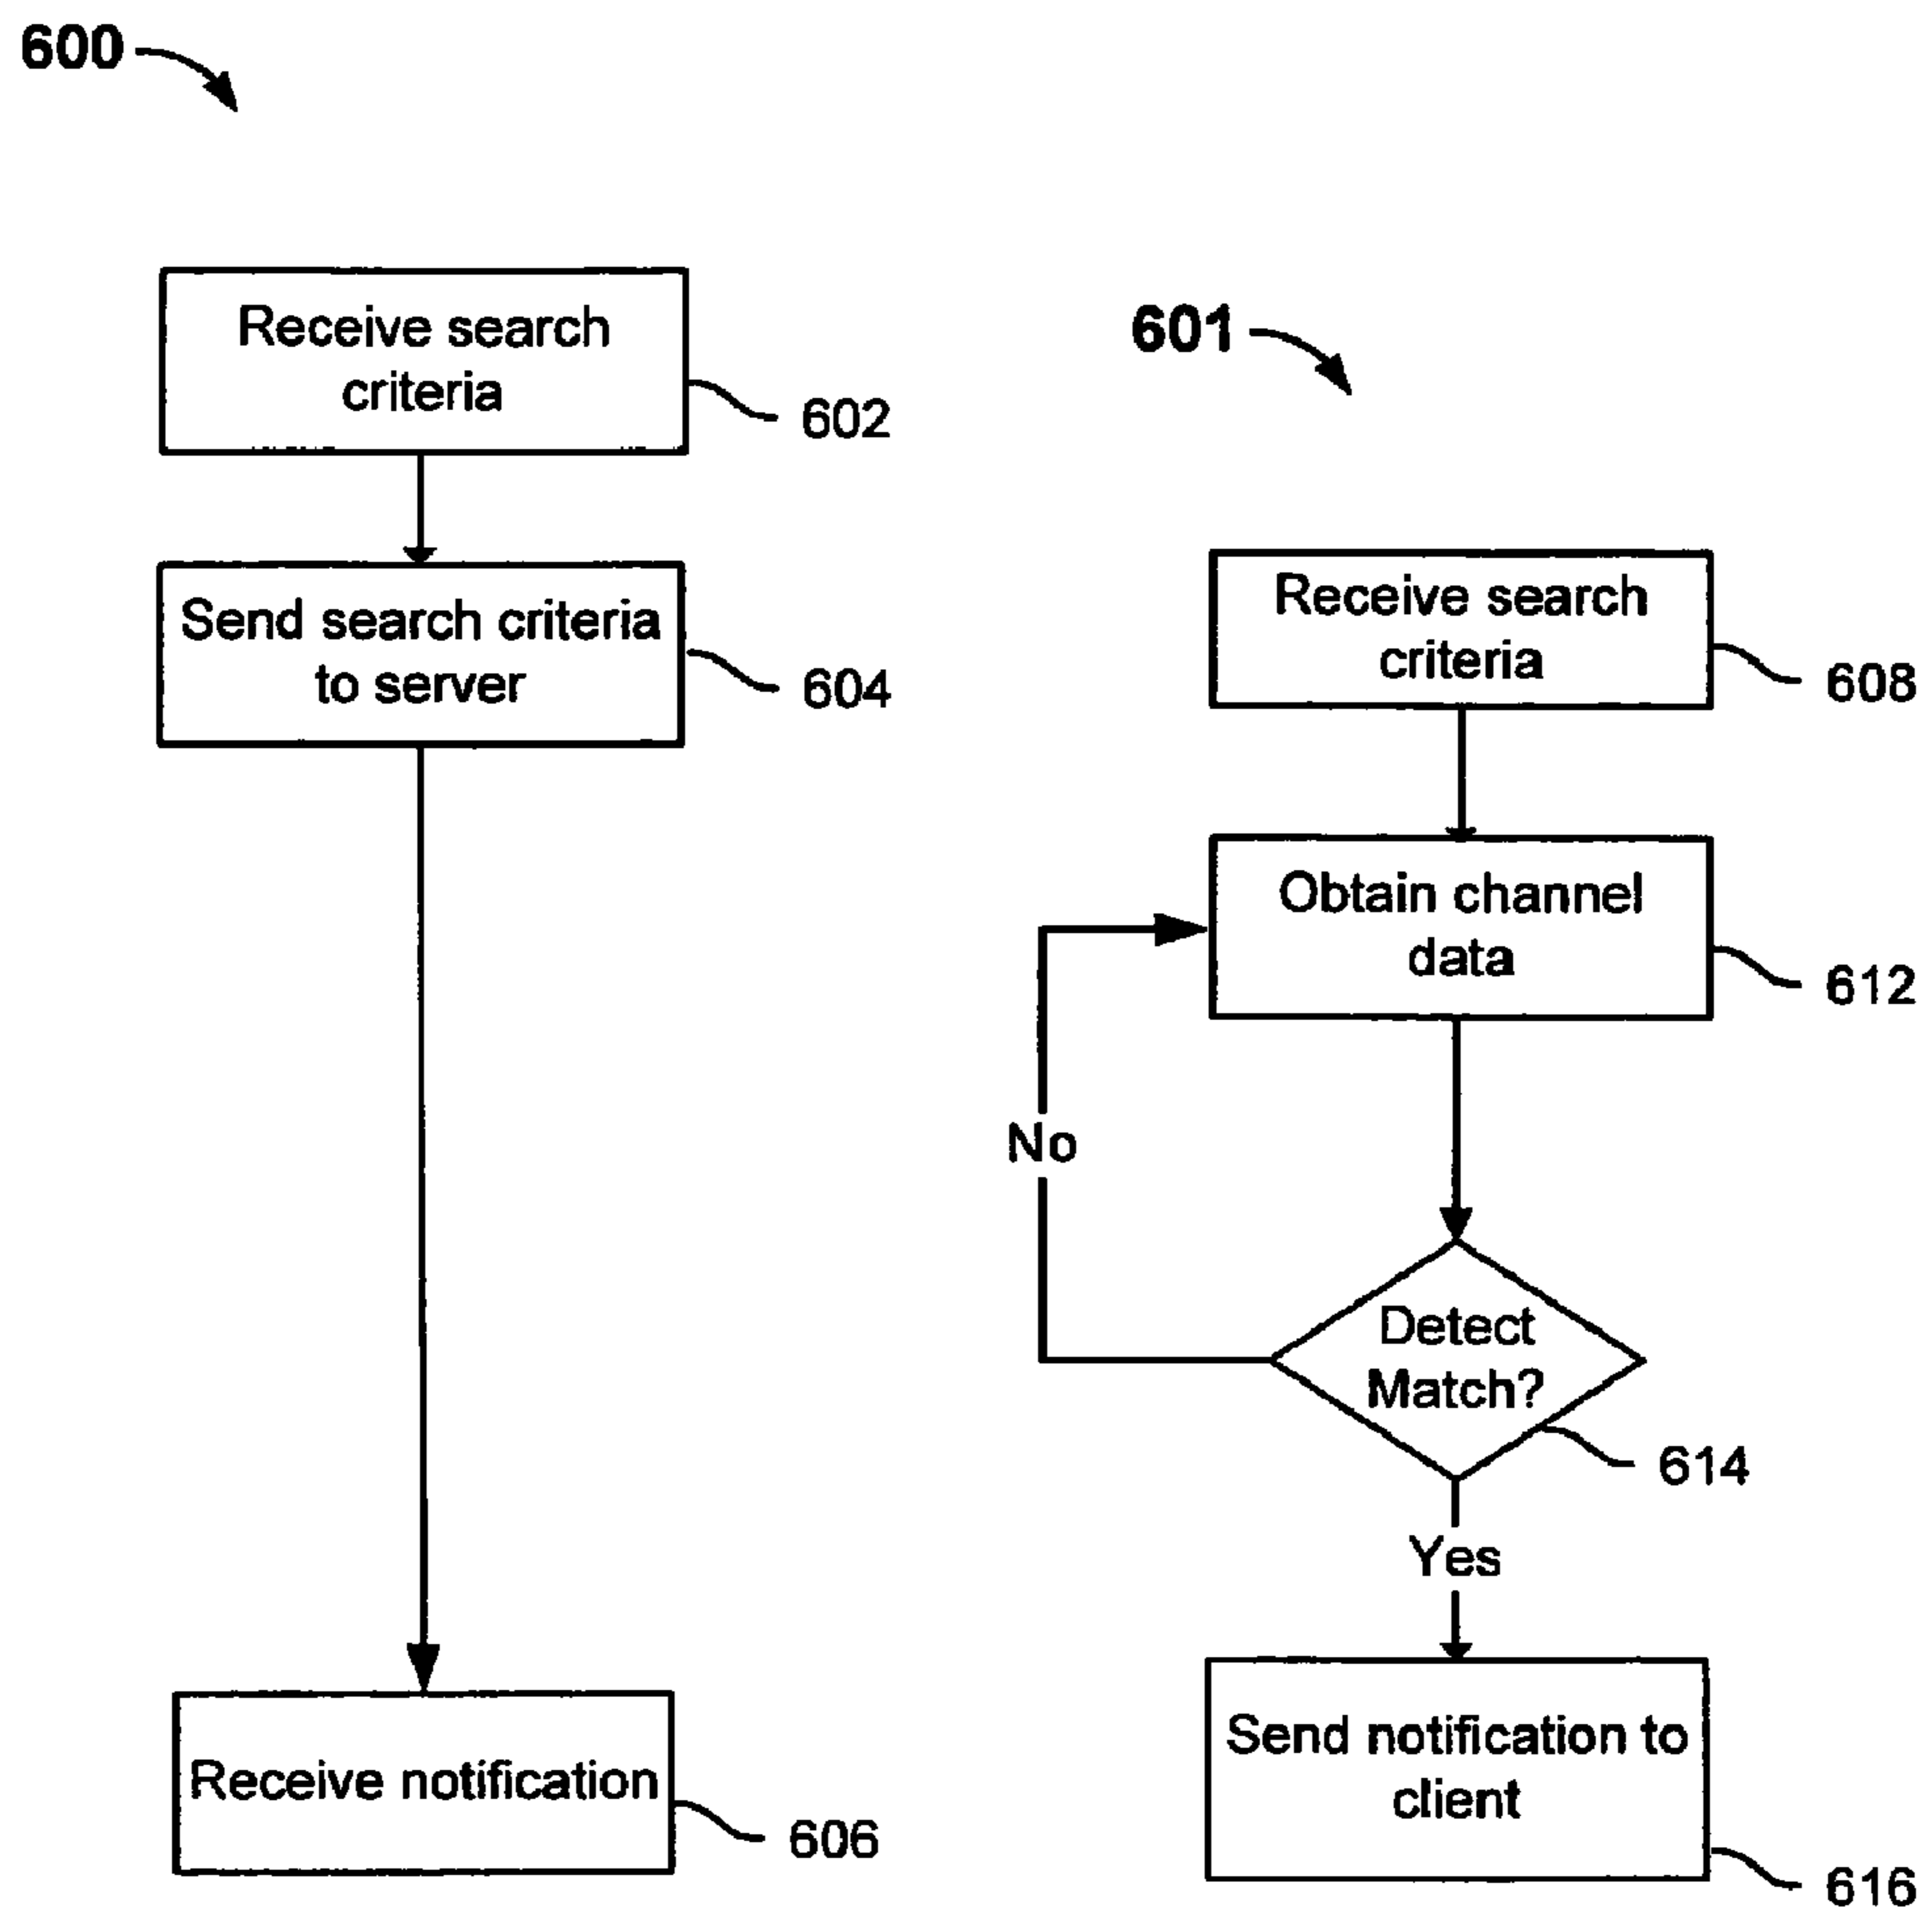 600
Receive search
criteria
602
Send search criteria
to server
604
Receive notification
606
601
Receive search
criteria
608
Obtain channel
data
612
No
Detect
Match?
614
Yes
Send notification to
client
616